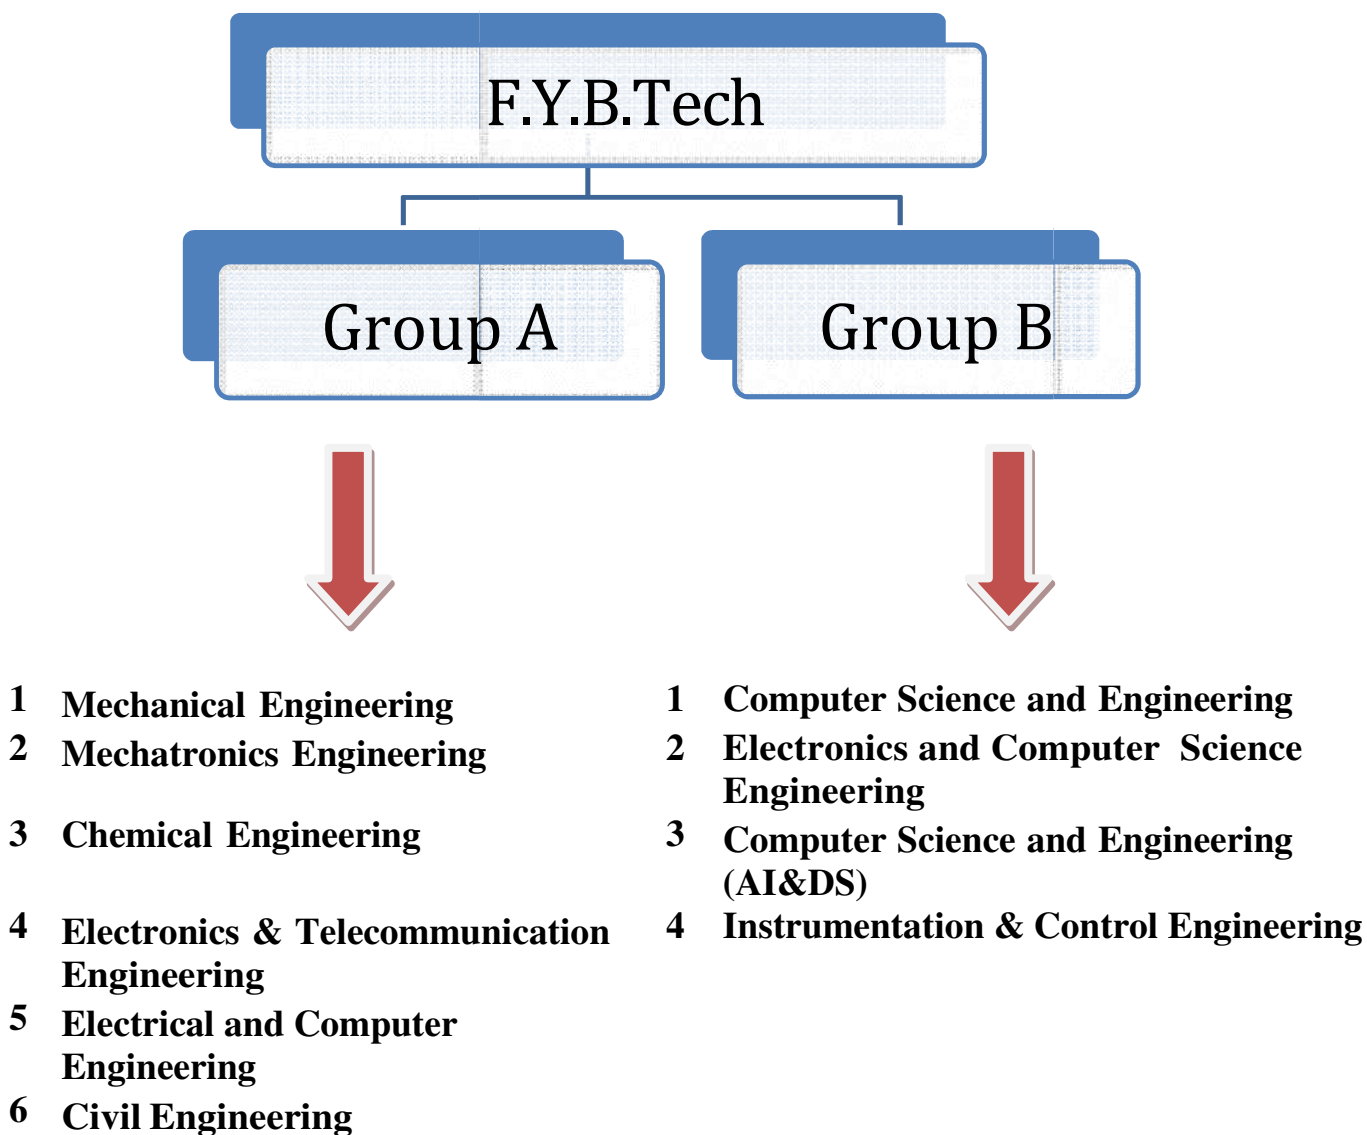 F.Y.B.Tech
Group A
Group B
1 Mechanical Engineering
2 Mechatronics Engineering
3 Chemical Engineering
4 Electronics & Telecommunication
Engineering
5 Electrical and Computer
Engineering
6 Civil Engineering
1 Computer Science and Engineering
2 Electronics and Computer Science
Engineering
3 Computer Science and Engineering
(AI&DS)
4 Instrumentation & Control Engineering